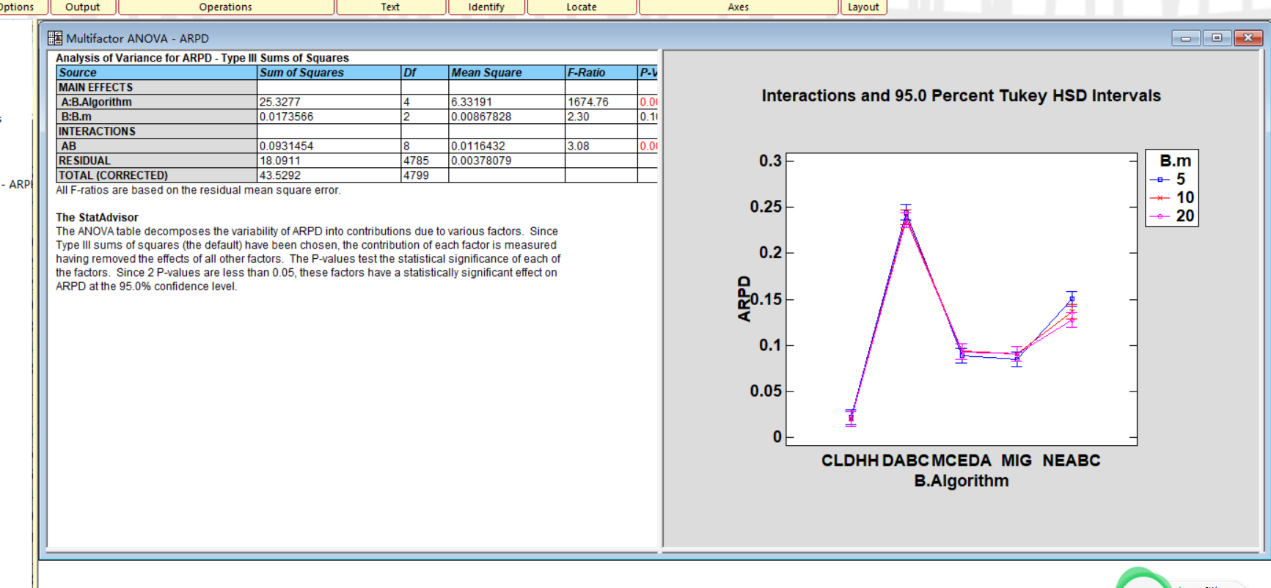 Options Output Operations Text Identify Locate Axes Layout
Multifactor ANOVA - ARPD
Analysis of Variance for ARPD - Type III Sums of Squares
Source Sum of Squares Df Mean Square F-Ratio P-V
MAIN EFFECTS
A:B.Algorithm 25.3277 4 6.33191 1674.76 0.00
B:B.m 0.0173566 2 0.00867828 2.30 0.10
INTERACTIONS
AB 0.0931454 8 0.0116432 3.08 0.00
RESIDUAL 18.0911 4785 0.00378079
TOTAL (CORRECTED) 43.5292 4799
All F-ratios are based on the residual mean square error.
The StatAdvisor
The ANOVA table decomposes the variability of ARPD into contributions due to various factors. Since
Type III sums of squares (the default) have been chosen, the contribution of each factor is measured
having removed the effects of all other factors. The P-values test the statistical significance of each of
the factors. Since 2 P-values are less than 0.05, these factors have a statistically significant effect on
ARPD at the 95.0% confidence level.
- ARP
Interactions and 95.0 Percent Tukey HSD Intervals
0.3
0.25
0.2
0.15
0.1
0.05
0
ARPD
CLDHH DABC MCEDA MIG NEABC
B.Algorithm
B.m
5
10
20